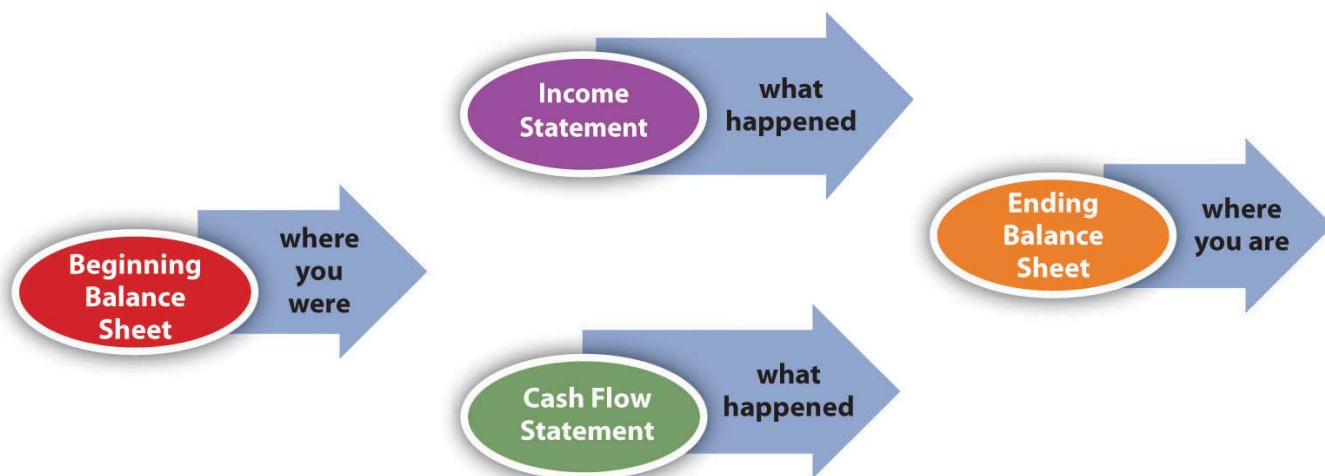 Beginning
Balance
Sheet
where
you
were
Income
Statement
what
happened
Cash Flow
Statement
what
happened
Ending
Balance
Sheet
where
you are